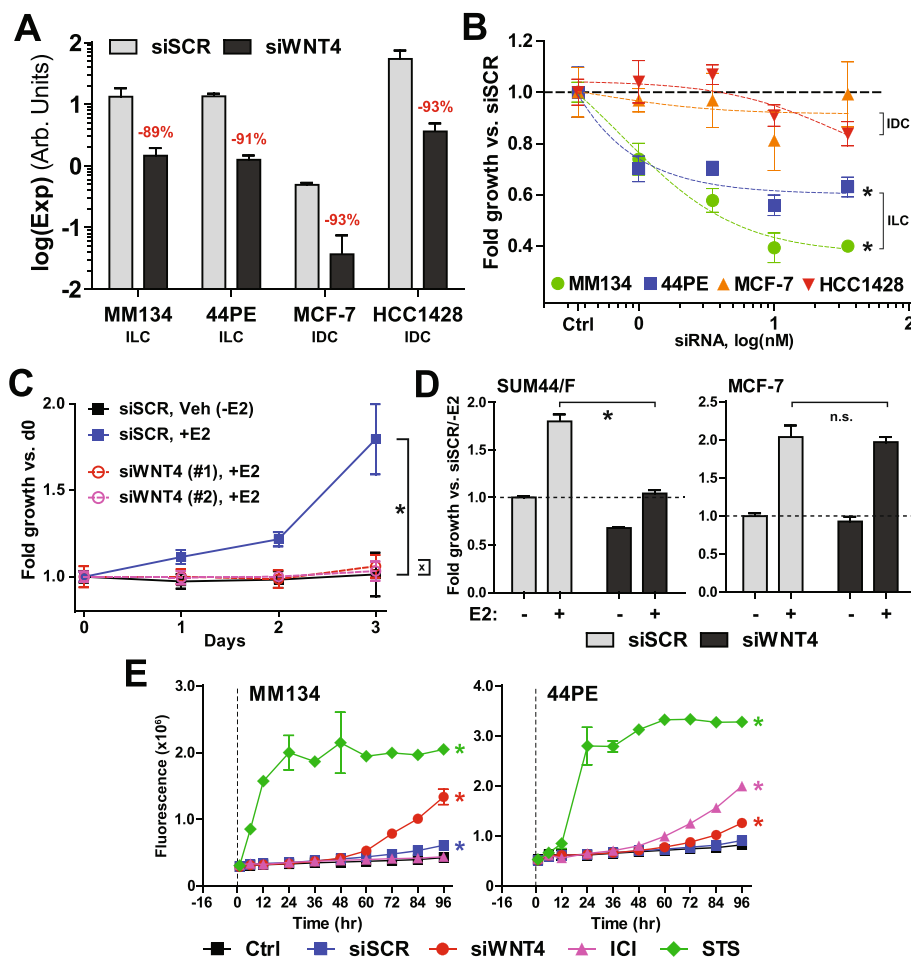 A
siSCR siWNT4
log(Exp) (Arb. Units)
2
1
0
-1
-2
-89%
-91%
-93%
-93%
MM134 44PE MCF-7 HCC1428
ILC ILC IDC IDC
B
Fold growth vs. siSCR
1.2
1.0
0.8
0.6
0.4
IDC
*
ILC
*
MM134 44PE MCF-7 HCC1428
Ctrl 0 1 2
siRNA, log(nM)
C
Fold growth vs. d0
2.0
1.5
1.0
siSCR, Veh (-E2)
siSCR, +E2
siWNT4 (#1), +E2
siWNT4 (#2), +E2
*
x
0 1 2 3
Days
D
SUM44/F MCF-7
Fold growth vs. siSCR/-E2
2.0
1.5
1.0
0.5
0.0
*
2.5
2.0
1.5
1.0
0.5
0.0
n.s.
E2: - + - + - + - +
siSCR siWNT4
E
MM134 44PE
Fluorescence (x10⁶)
3.0
2.0
1.0
0
*
*
*
4.0
3.0
2.0
1.0
0
*
*
*
-16 0 12 24 36 48 60 72 84 96
-16 0 12 24 36 48 60 72 84 96
Time (hr) Time (hr)
Ctrl siSCR siWNT4 ICI STS